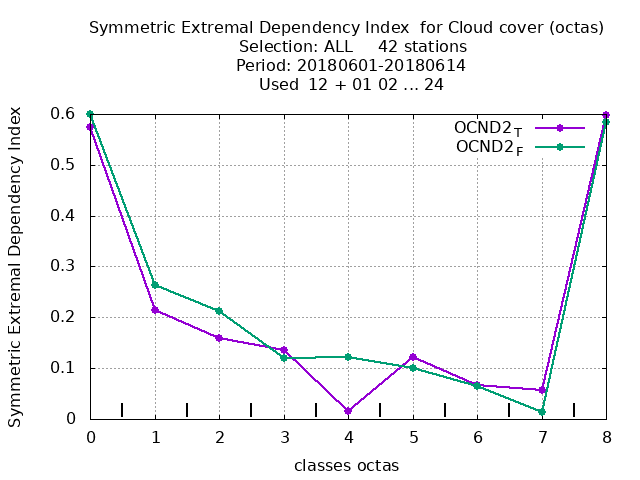 Symmetric Extremal Dependency Index  for Cloud cover (octas)
Selection: ALL     42 stations
Period: 20180601-20180614
Used  12 + 01 02 ... 24
Symmetric Extremal Dependency Index
0.6
0.5
0.4
0.3
0.2
0.1
0
OCND2T
OCND2F
0 1 2 3 4 5 6 7 8
classes octas